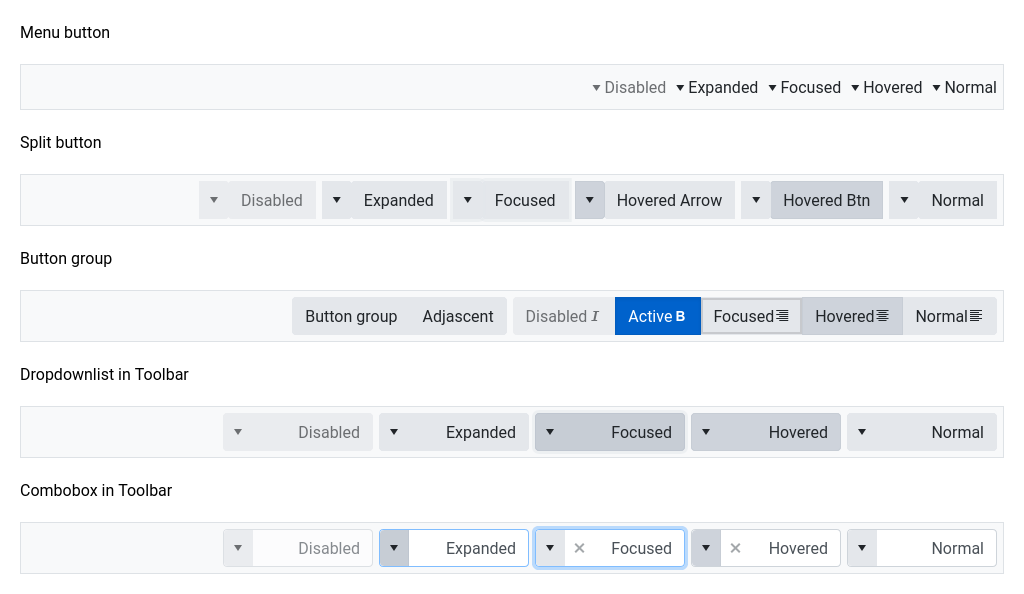 Menu button
Disabled Expanded Focused Hovered Normal
Split button
Disabled Expanded Focused Hovered Arrow Hovered Btn Normal
Button group
Button group Adjascent Disabled I Active B Focused Hovered Normal
Dropdownlist in Toolbar
Disabled Expanded Focused Hovered Normal
Combobox in Toolbar
Disabled Expanded Focused Hovered Normal